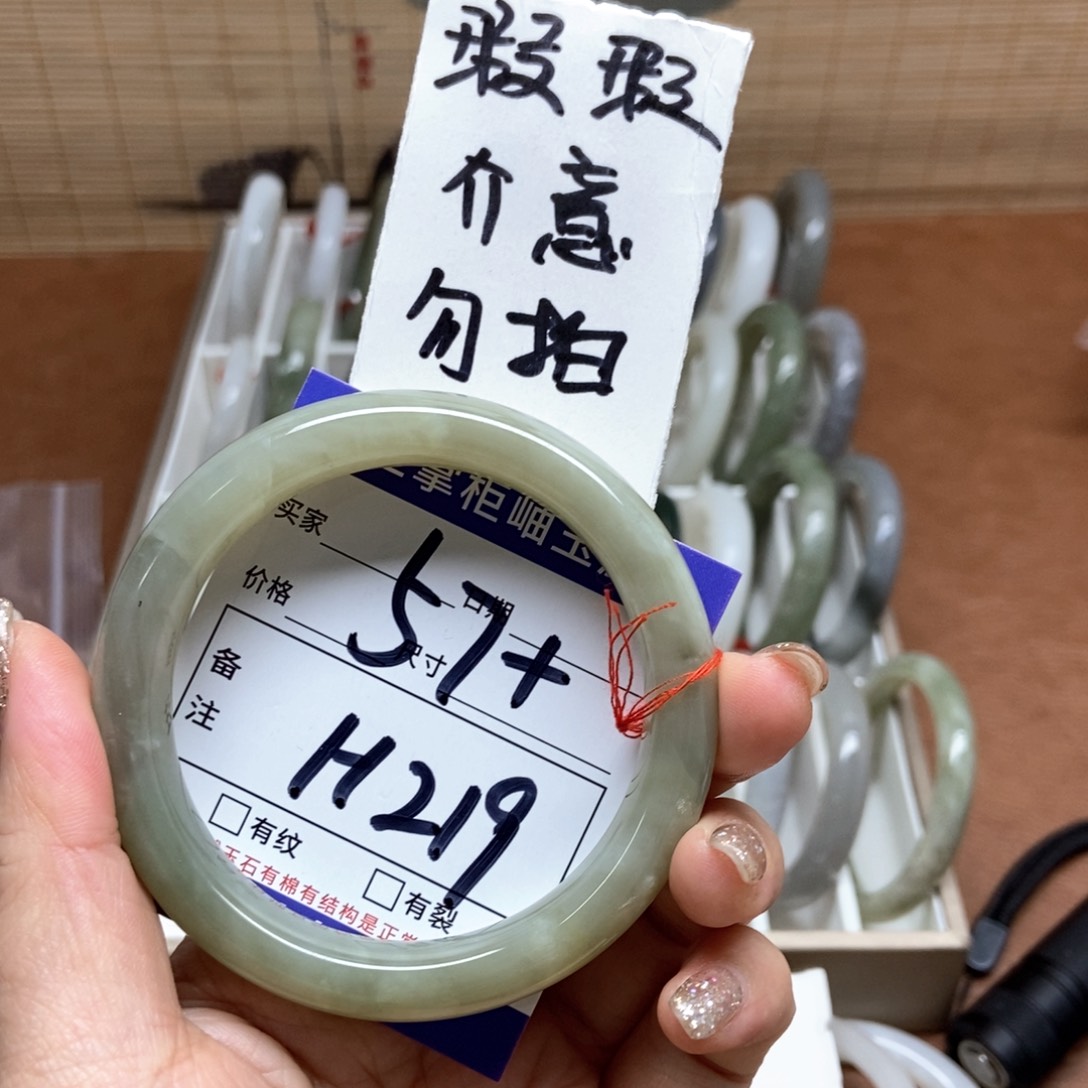 瑕瑕
介意
勿拍
掌柜岫玉
买家
日期
价格
尺寸
57+
备注
H219
有纹
有裂
玉石有棉有结构是正常